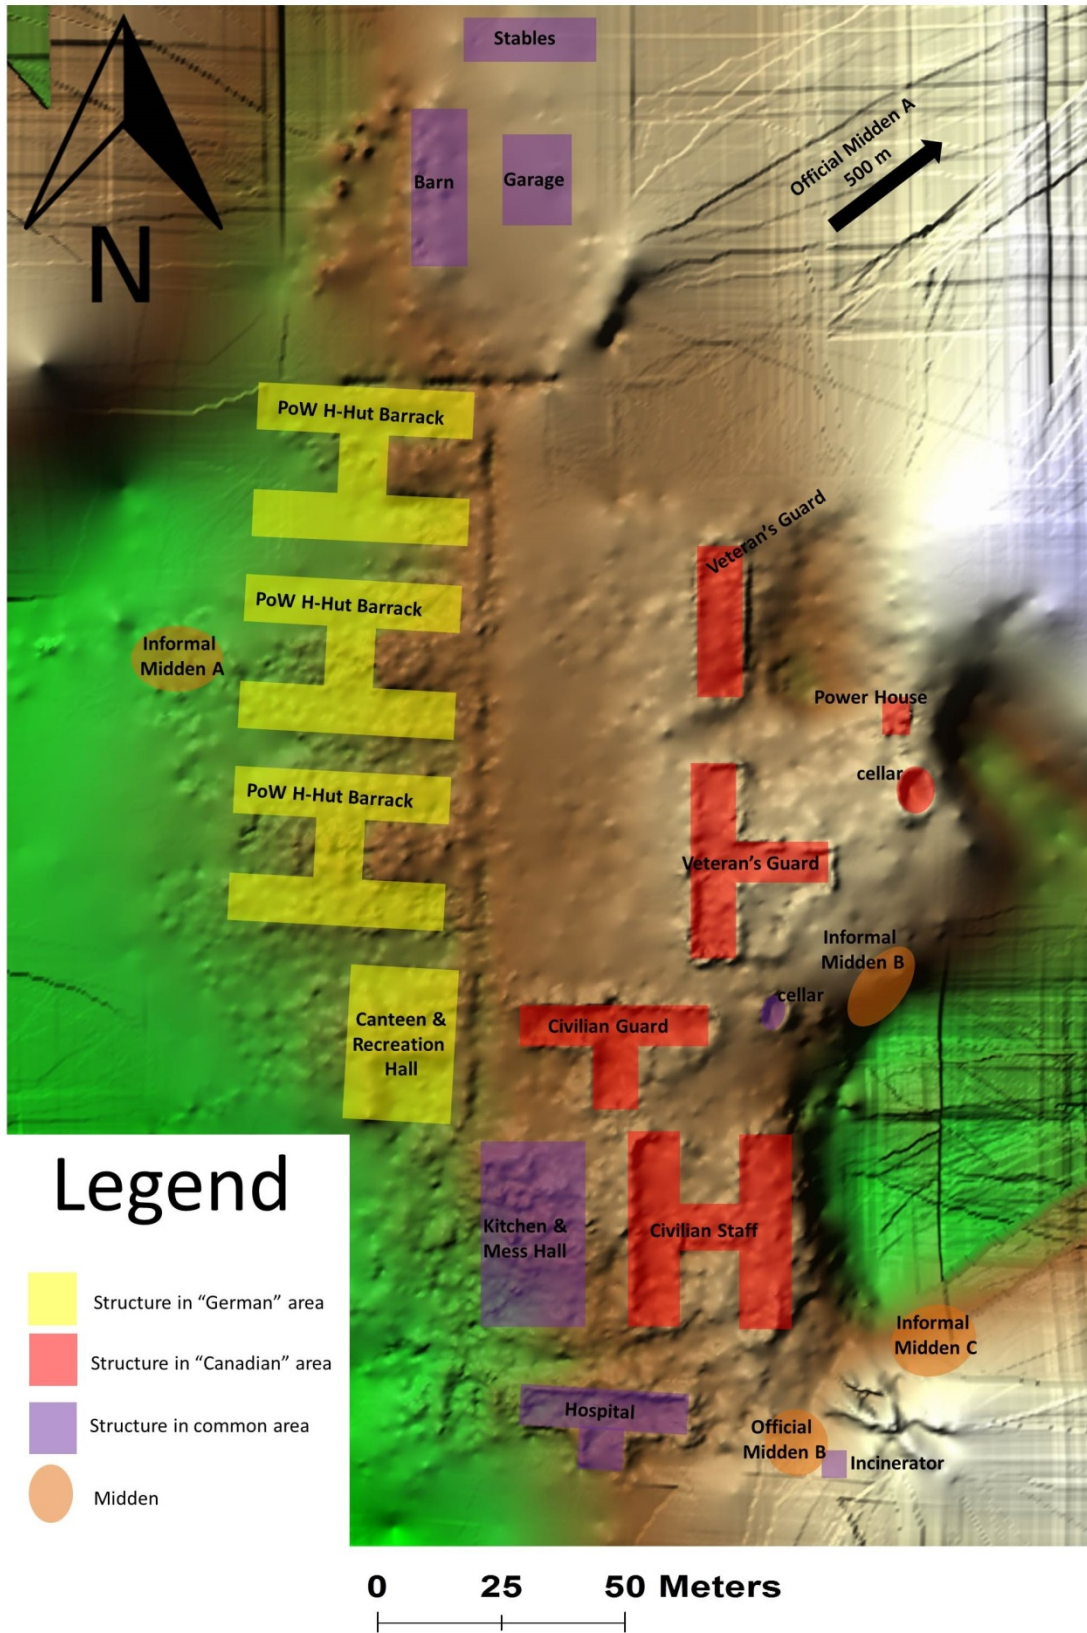 Stables
Official Midden A
500 m
Barn
Garage
N
PoW H-Hut Barrack
Veteran's Guard
PoW H-Hut Barrack
Informal
Midden A
Power House
cellar
PoW H-Hut Barrack
Veteran's Guard
Informal
Midden B
cellar
Canteen &
Recreation
Hall
Civilian Guard
Kitchen &
Mess Hall
Civilian Staff
Informal
Midden C
Hospital
Official
Midden B
Incinerator
Legend
Structure in "German" area
Structure in "Canadian" area
Structure in common area
Midden
0 25 50 Meters